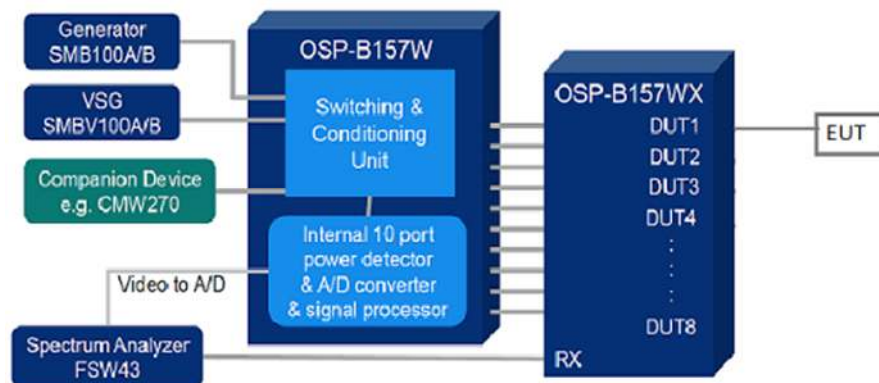 Generator
SMB100A/B
VSG
SMBV100A/B
Companion Device
e.g. CMW270
Video to A/D
Spectrum Analyzer
FSW43
OSP-B157W
Switching &
Conditioning
Unit
Internal 10 port
power detector
& A/D converter
& signal processor
OSP-B157WX
DUT1
DUT2
DUT3
DUT4
:
:
:
DUT8
RX
EUT